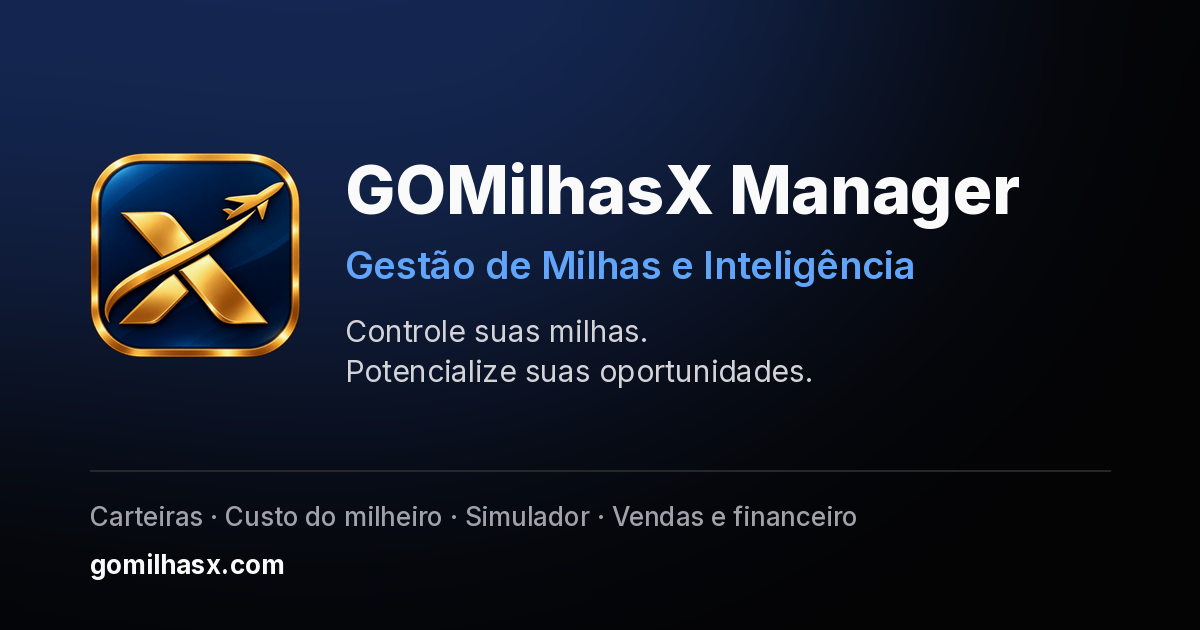 GOMilhasX Manager
Gestão de Milhas e Inteligência
Controle suas milhas.
Potencialize suas oportunidades.
Carteiras · Custo do milheiro · Simulador · Vendas e financeiro
gomilhasx.com